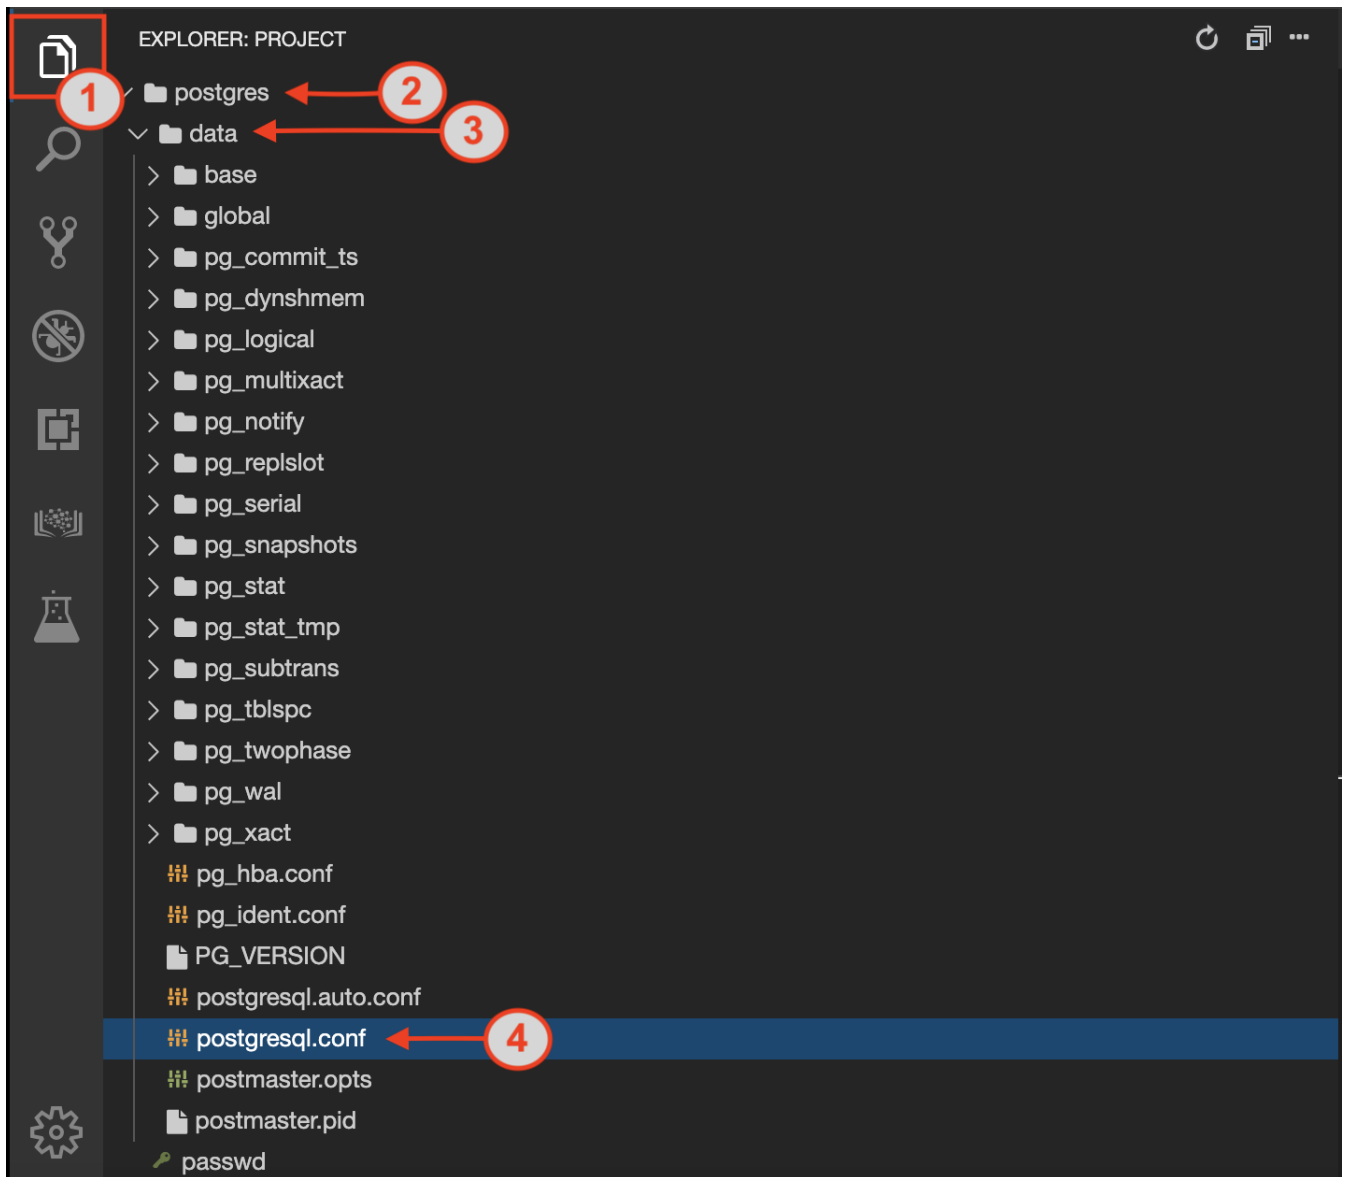 EXPLORER: PROJECT
1
postgres
2
data
3
base
global
pg_commit_ts
pg_dynshmem
pg_logical
pg_multixact
pg_notify
pg_replslot
pg_serial
pg_snapshots
pg_stat
pg_stat_tmp
pg_subtrans
pg_tblspc
pg_twophase
pg_wal
pg_xact
pg_hba.conf
pg_ident.conf
PG_VERSION
postgresql.auto.conf
postgresql.conf
4
postmaster.opts
postmaster.pid
passwd